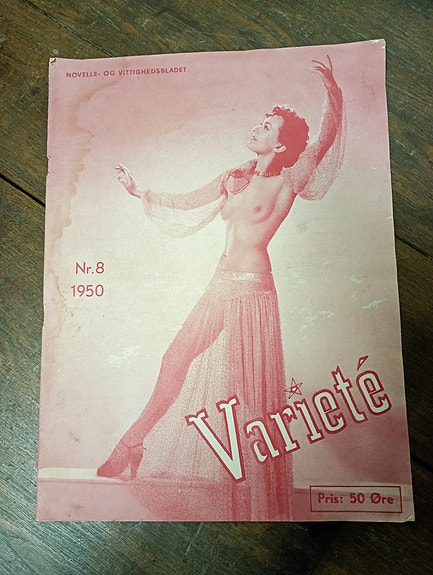 NOVELLE- OG VITTIGHEDSBLADET
Nr. 8
1950
Varieté
Pris: 50 Øre